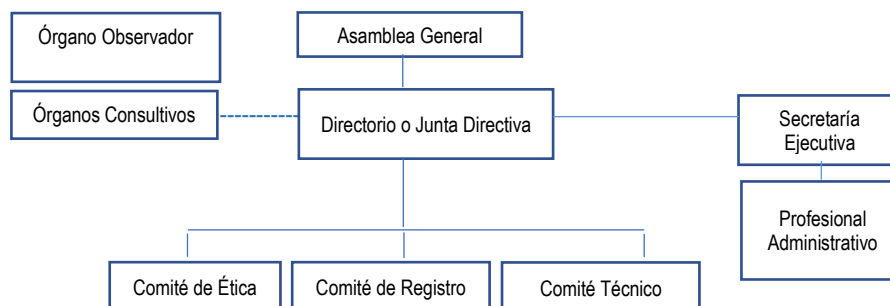 Órgano Observador
Asamblea General
Órganos Consultivos
Directorio o Junta Directiva
Secretaría
Ejecutiva
Profesional
Administrativo
Comité de Ética
Comité de Registro
Comité Técnico